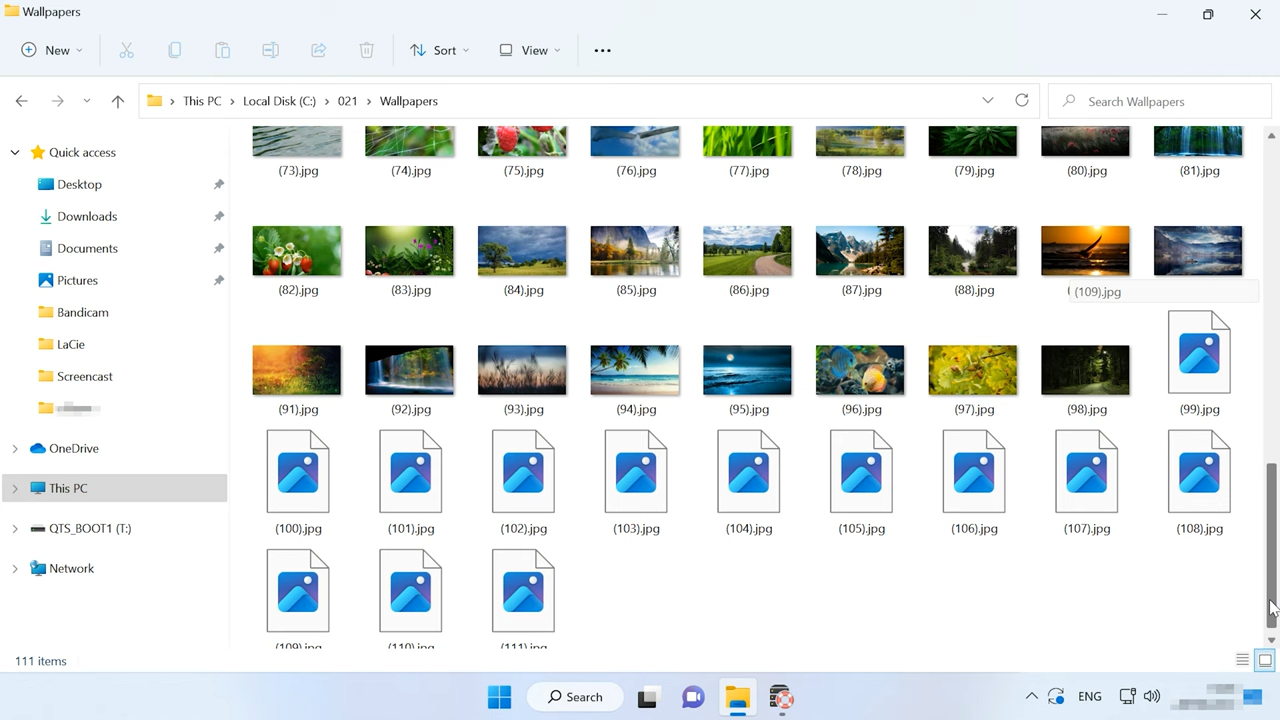 Wallpapers
New
Sort
View
This PC
Local Disk (C:)
021
Wallpapers
Search Wallpapers
Quick access
Desktop
Downloads
Documents
Pictures
Bandicam
LaCie
Screencast
OneDrive
This PC
QTS_BOOT1 (T:)
Network
(73).jpg (74).jpg (75).jpg (76).jpg (77).jpg (78).jpg (79).jpg (80).jpg (81).jpg
(82).jpg (83).jpg (84).jpg (85).jpg (86).jpg (87).jpg (88).jpg
(109).jpg
(91).jpg (92).jpg (93).jpg (94).jpg (95).jpg (96).jpg (97).jpg (98).jpg (99).jpg
(100).jpg (101).jpg (102).jpg (103).jpg (104).jpg (105).jpg (106).jpg (107).jpg (108).jpg
(109).jpg (110).jpg (111).jpg
111 items
Search
ENG